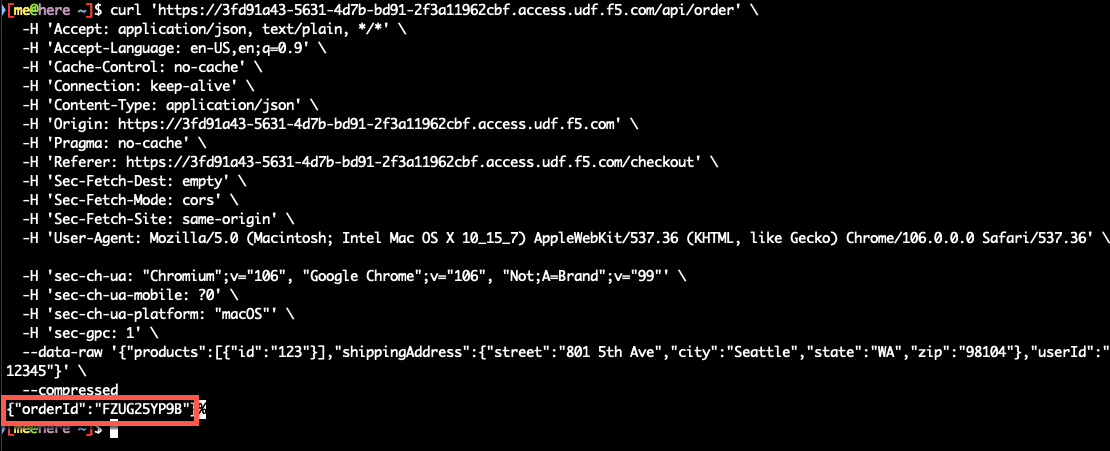 [me@here ~]$ curl 'https://3fd91a43-5631-4d7b-bd91-2f3a11962cbf.access.udf.f5.com/api/order' \
-H 'Accept: application/json, text/plain, */*' \
-H 'Accept-Language: en-US,en;q=0.9' \
-H 'Cache-Control: no-cache' \
-H 'Connection: keep-alive' \
-H 'Content-Type: application/json' \
-H 'Origin: https://3fd91a43-5631-4d7b-bd91-2f3a11962cbf.access.udf.f5.com' \
-H 'Pragma: no-cache' \
-H 'Referer: https://3fd91a43-5631-4d7b-bd91-2f3a11962cbf.access.udf.f5.com/checkout' \
-H 'Sec-Fetch-Dest: empty' \
-H 'Sec-Fetch-Mode: cors' \
-H 'Sec-Fetch-Site: same-origin' \
-H 'User-Agent: Mozilla/5.0 (Macintosh; Intel Mac OS X 10_15_7) AppleWebKit/537.36 (KHTML, like Gecko) Chrome/106.0.0.0 Safari/537.36' \
-H 'sec-ch-ua: "Chromium";v="106", "Google Chrome";v="106", "Not;A=Brand";v="99"' \
-H 'sec-ch-ua-mobile: ?0' \
-H 'sec-ch-ua-platform: "macOS"' \
-H 'sec-gpc: 1' \
--data-raw '{"products":[{"id":"123"}],"shippingAddress":{"street":"801 5th Ave","city":"Seattle","state":"WA","zip":"98104"},"userId":"
12345"}' \
--compressed
{"orderId":"FZUG25YP9B"}%
[me@here ~]$